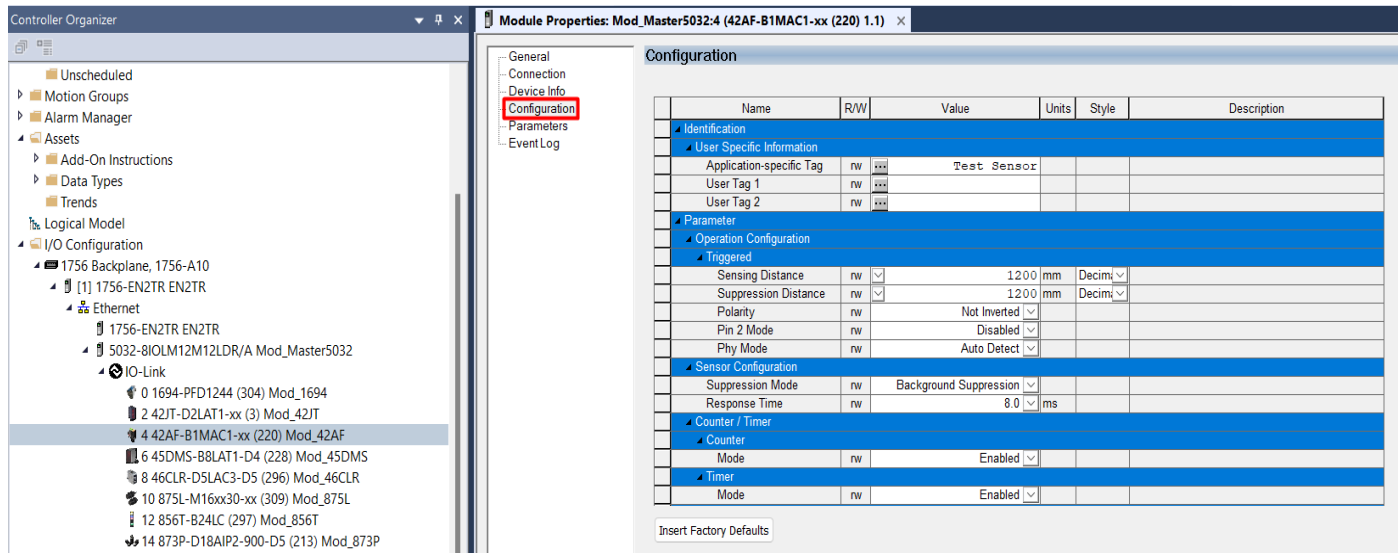 Controller Organizer
Unscheduled
Motion Groups
Alarm Manager
Assets
Add-On Instructions
Data Types
Trends
Logical Model
I/O Configuration
1756 Backplane, 1756-A10
[1] 1756-EN2TR EN2TR
Ethernet
1756-EN2TR EN2TR
5032-8IOLM12M12LDR/A Mod_Master5032
IO-Link
0 1694-PFD1244 (304) Mod_1694
2 42JT-D2LAT1-xx (3) Mod_42JT
4 42AF-B1MAC1-xx (220) Mod_42AF
6 45DMS-B8LAT1-D4 (228) Mod_45DMS
8 46CLR-D5LAC3-D5 (296) Mod_46CLR
10 875L-M16xx30-xx (309) Mod_875L
12 856T-B24LC (297) Mod_856T
14 873P-D18AIP2-900-D5 (213) Mod_873P
Module Properties: Mod_Master5032:4 (42AF-B1MAC1-xx (220) 1.1)
General
Connection
Device Info
Configuration
Parameters
Event Log
Configuration
Name R/W Value Units Style Description
Identification
User Specific Information
Application-specific Tag rw ... Test Sensor
User Tag 1 rw ...
User Tag 2 rw ...
Parameter
Operation Configuration
Triggered
Sensing Distance rw 1200 mm Decima
Suppression Distance rw 1200 mm Decima
Polarity rw Not Inverted
Pin 2 Mode rw Disabled
Phy Mode rw Auto Detect
Sensor Configuration
Suppression Mode rw Background Suppression
Response Time rw 8.0 ms
Counter / Timer
Counter
Mode rw Enabled
Timer
Mode rw Enabled
Insert Factory Defaults